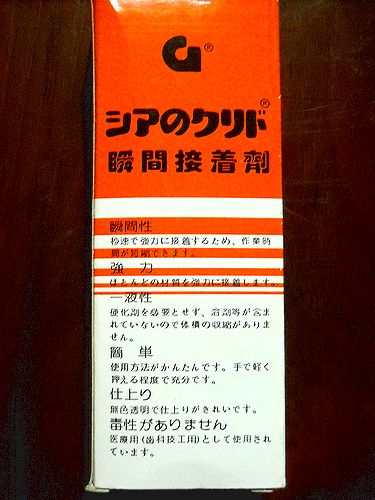 G®
シアのクリド®
瞬間接着劑
瞬間性
秒速で強力に接着するため、作業時
間が短縮できます。
強 力
ほとんどの材質を強力に接着します。
一液性
硬化剤を必要とせず、溶剤等が含ま
れていないので体積の収縮がありま
せん。
簡 単
使用方法がかんたんです。手で軽く
押える程度で充分です。
仕上り
無色透明で仕上りがきれいです。
毒性がありません
医療用(歯科技工用)として使用され
ています。